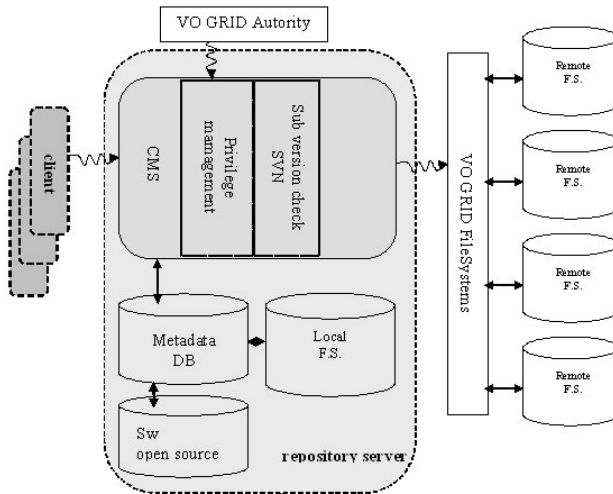 VO GRID Autority
client
CMS
Privilege
mamagement
Sub version check
SVN
VO GRID FileSystems
Remote
F.S.
Remote
F.S.
Remote
F.S.
Remote
F.S.
Metadata
DB
Local
F.S.
Sw
open source
repository server